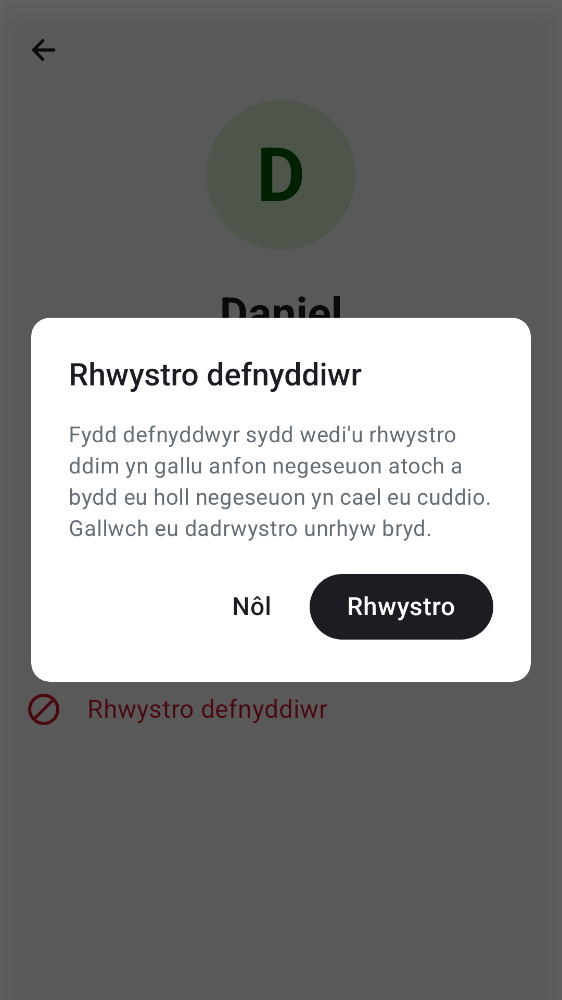 D
Daniel
Rhwystro defnyddiwr
Fydd defnyddwyr sydd wedi'u rhwystro
ddim yn gallu anfon negeseuon atoch a
bydd eu holl negeseuon yn cael eu cuddio.
Gallwch eu dadrwystro unrhyw bryd.
Nôl
Rhwystro
Rhwystro defnyddiwr